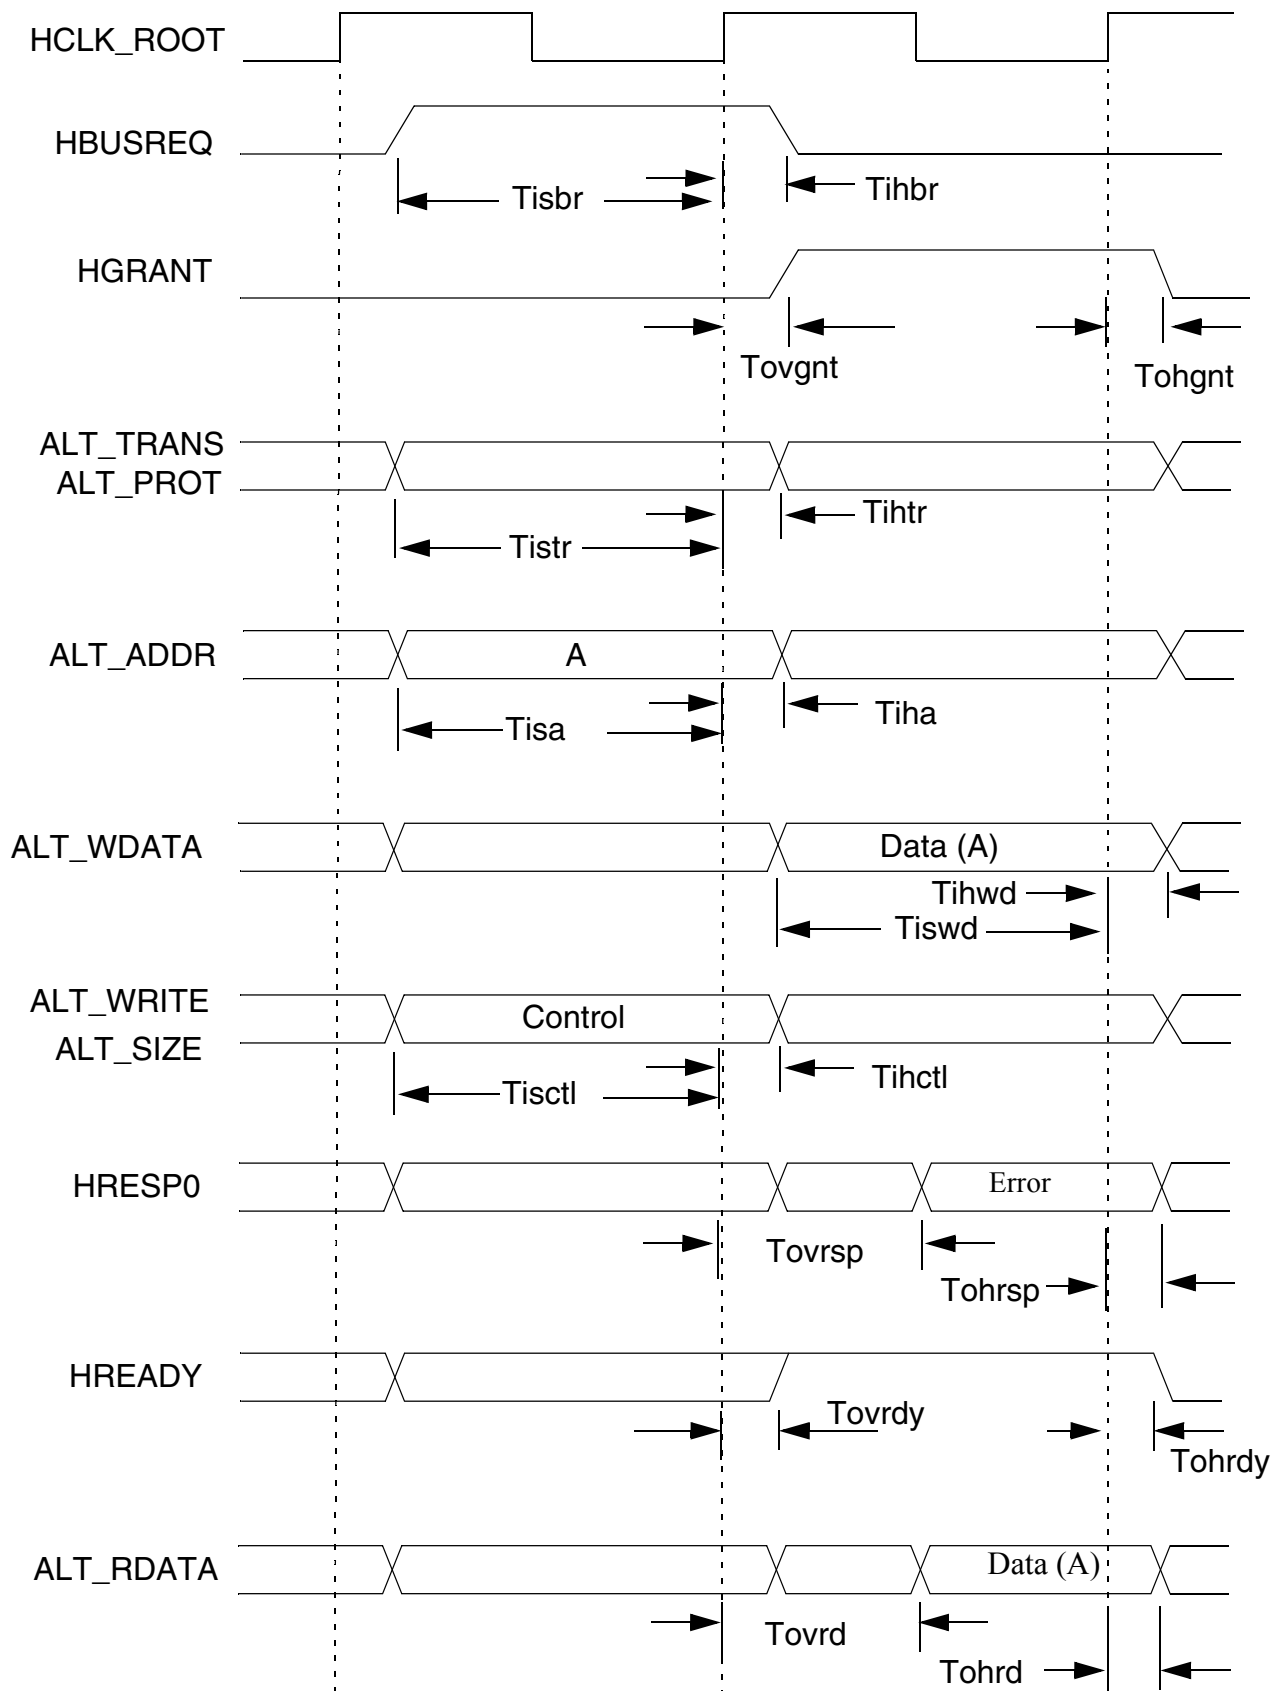 HCLK_ROOT
HBUSREQ
Tisbr
Tihbr
HGRANT
Tovgnt
Tohgnt
ALT_TRANS
ALT_PROT
Tihtr
Tistr
ALT_ADDR
A
Tisa
Tiha
ALT_WDATA
Data (A)
Tihwd
Tiswd
ALT_WRITE
Control
ALT_SIZE
Tisctl
Tihctl
HRESP0
Error
Tovrsp
Tohrsp
HREADY
Tovrdy
Tohrdy
ALT_RDATA
Data (A)
Tovrd
Tohrd